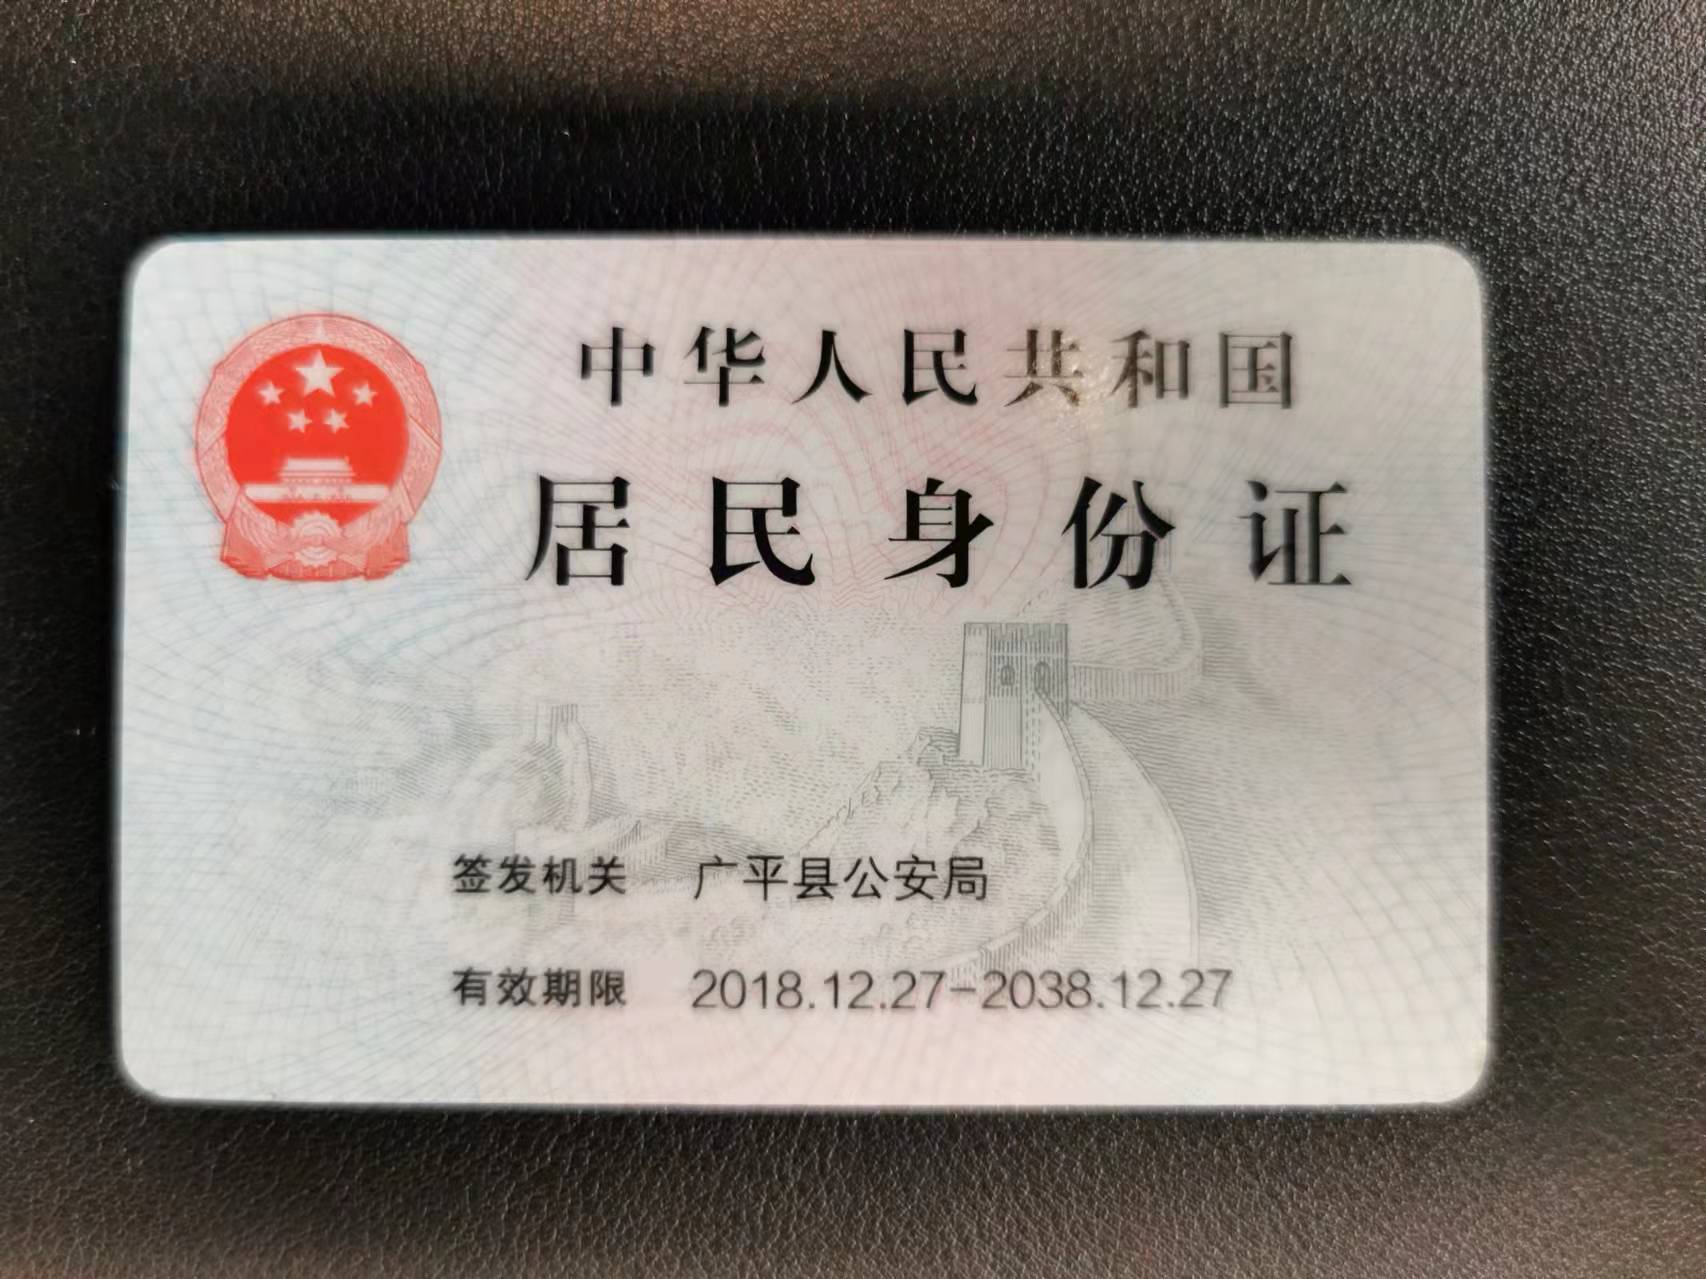 中华人民共和国
居民身份证
签发机关 广平县公安局
有效期限 2018.12.27-2038.12.27